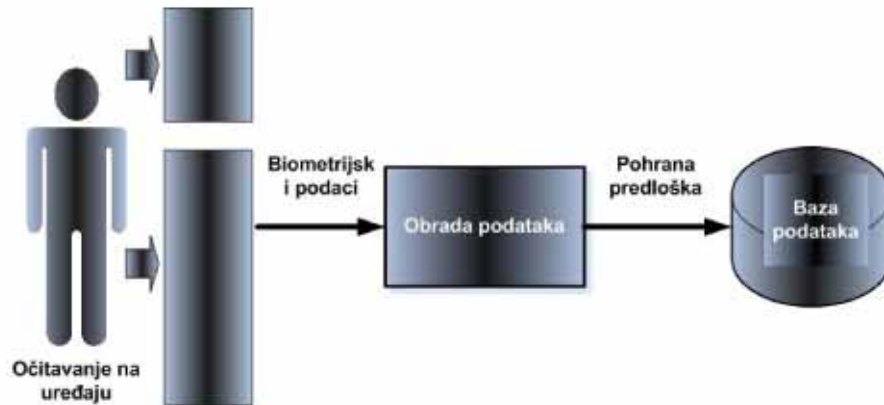 Očitavanje na
uređaju
Biometrijsk
i podaci
Obrada podataka
Pohrana
predloška
Baza
podataka